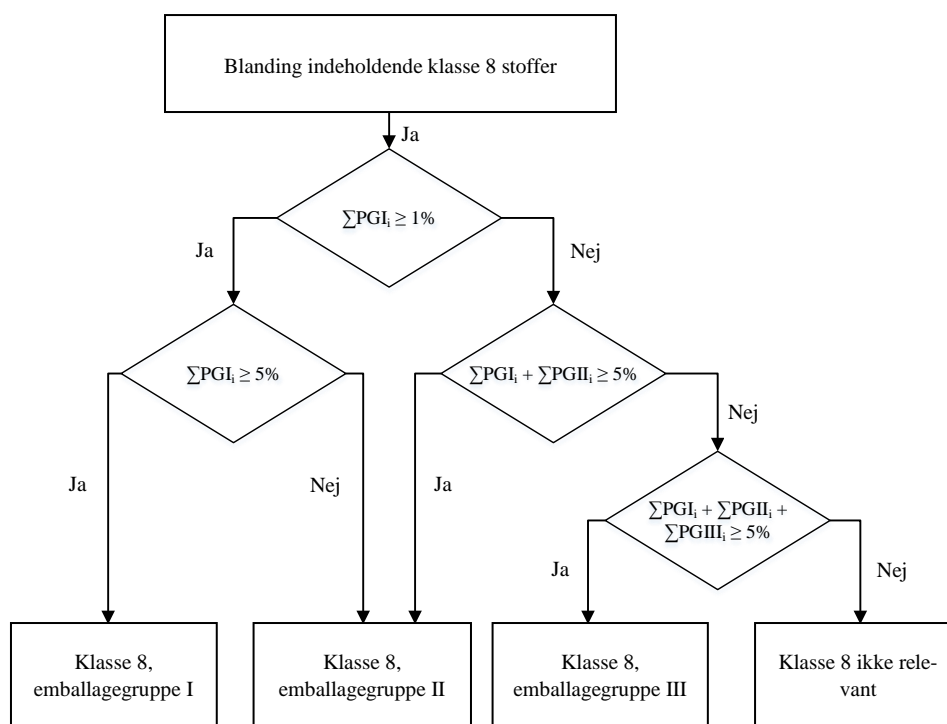 Blanding indeholdende klasse 8 stoffer
Ja
∑PGIᵢ ≥ 1%
Ja
Nej
∑PGIᵢ ≥ 5%
∑PGIᵢ + ∑PGIIᵢ ≥ 5%
Nej
Ja
Nej
Ja
∑PGIᵢ + ∑PGIIᵢ +
∑PGIIIᵢ ≥ 5%
Ja
Nej
Klasse 8,
emballagegruppe I
Klasse 8,
emballagegruppe II
Klasse 8,
emballagegruppe III
Klasse 8 ikke rele-
vant